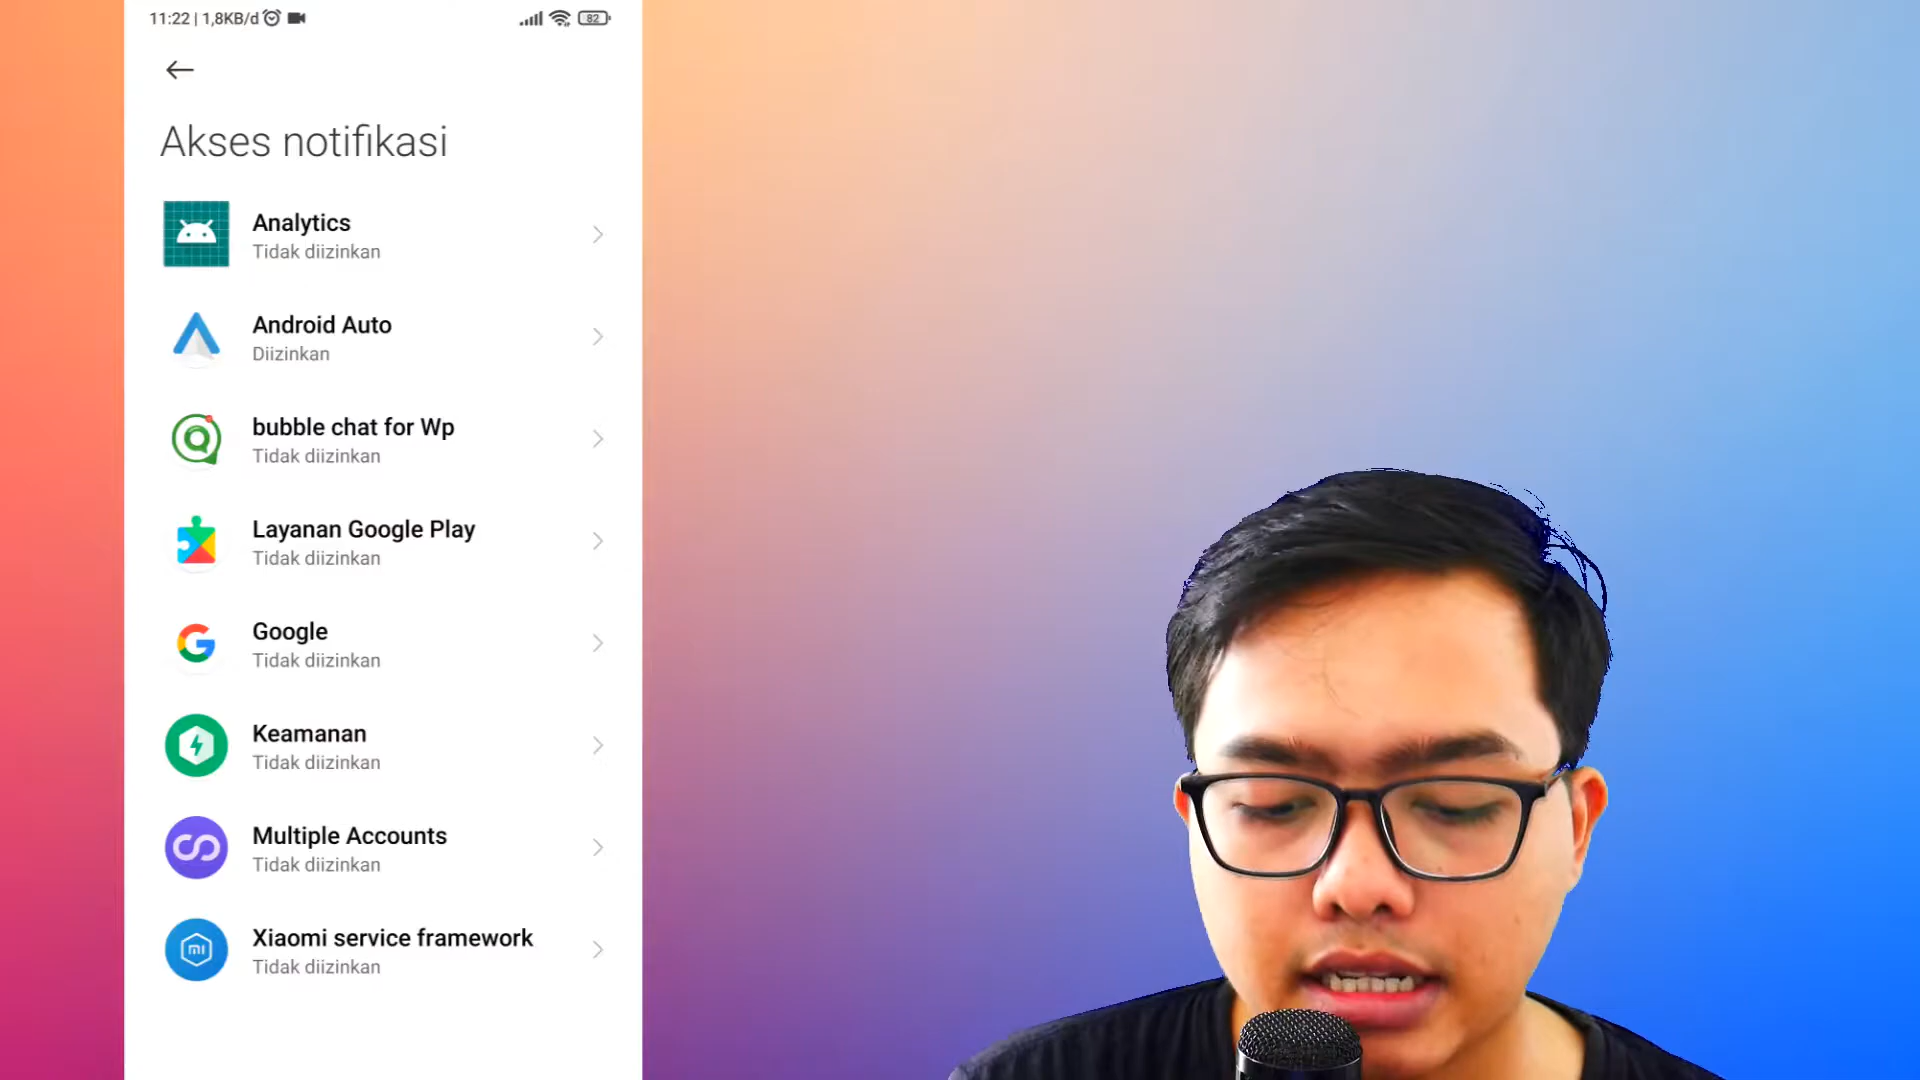 11:22 | 1,8KB/d
82
Akses notifikasi
Analytics
Tidak diizinkan
Android Auto
Diizinkan
bubble chat for Wp
Tidak diizinkan
Layanan Google Play
Tidak diizinkan
Google
Tidak diizinkan
Keamanan
Tidak diizinkan
Multiple Accounts
Tidak diizinkan
mi
Xiaomi service framework
Tidak diizinkan